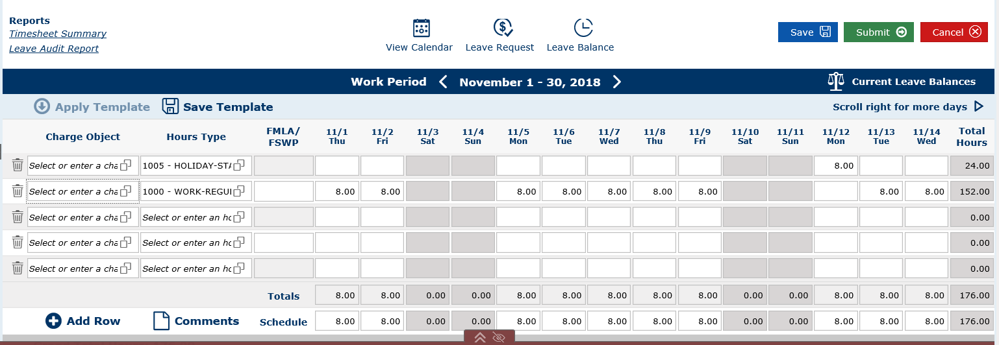 Reports
Timesheet Summary
Leave Audit Report
View Calendar Leave Request Leave Balance
Save Submit Cancel
Work Period November 1 - 30, 2018 Current Leave Balances
Apply Template Save Template Scroll right for more days
Charge Object Hours Type FMLA/ FSWP 11/1 Thu 11/2 Fri 11/3 Sat 11/4 Sun 11/5 Mon 11/6 Tue 11/7 Wed 11/8 Thu 11/9 Fri 11/10 Sat 11/11 Sun 11/12 Mon 11/13 Tue 11/14 Wed Total Hours
Select or enter a cha 1005 - HOLIDAY-STA 8.00 24.00
Select or enter a cha 1000 - WORK-REGUI 8.00 8.00 8.00 8.00 8.00 8.00 8.00 8.00 8.00 152.00
Select or enter a cha Select or enter an hc 0.00
Select or enter a cha Select or enter an hc 0.00
Select or enter a cha Select or enter an hc 0.00
Totals 8.00 8.00 0.00 0.00 8.00 8.00 8.00 8.00 8.00 0.00 0.00 8.00 8.00 8.00 176.00
Add Row Comments Schedule 8.00 8.00 0.00 0.00 8.00 8.00 8.00 8.00 8.00 0.00 0.00 8.00 8.00 8.00 176.00